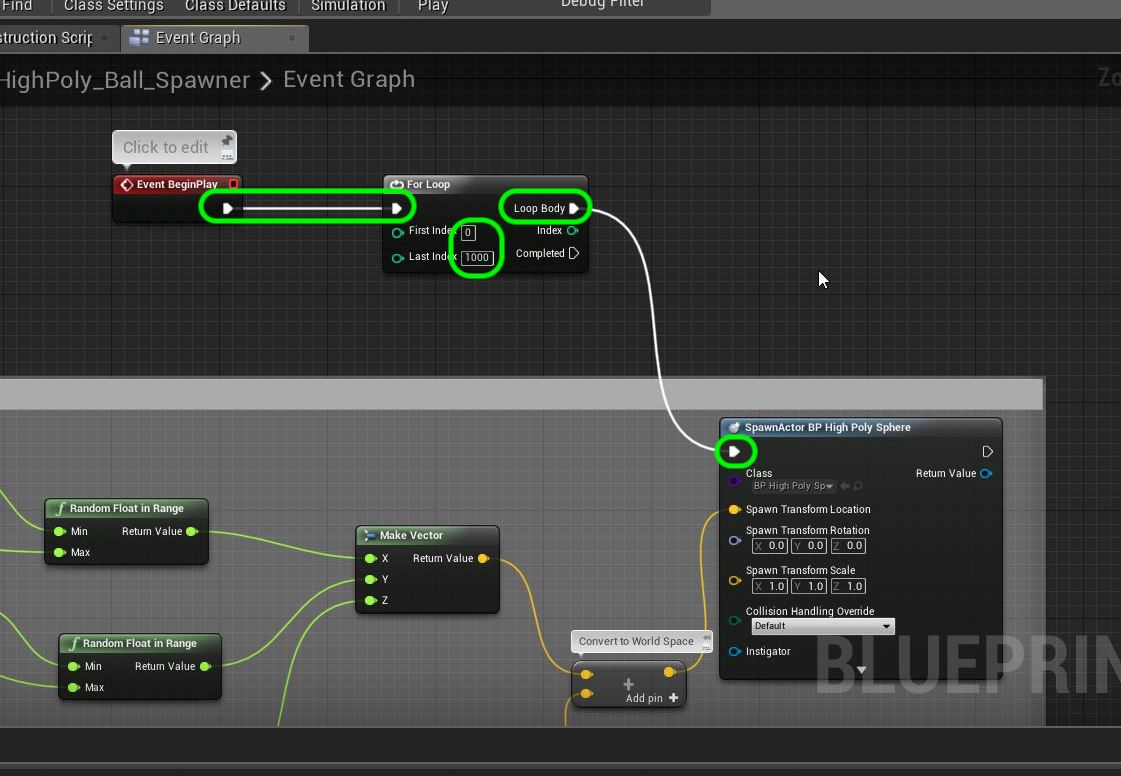 Find Class Settings Class Defaults Simulation Play Debug Filter
struction Scrip Event Graph
HighPoly_Ball_Spawner > Event Graph Zo
Click to edit
Event BeginPlay
For Loop
Loop Body
First Index 0 Index
Last Index 1000 Completed
SpawnActor BP High Poly Sphere
Class
BP High Poly Sp
Return Value
Spawn Transform Location
Spawn Transform Rotation
X 0.0 Y 0.0 Z 0.0
Spawn Transform Scale
X 1.0 Y 1.0 Z 1.0
Collision Handling Override
Default
Instigator
Random Float in Range
Min Return Value
Max
Make Vector
X Return Value
Y
Z
Random Float in Range
Min Return Value
Max
Convert to World Space
Add pin
BLUEPRIN